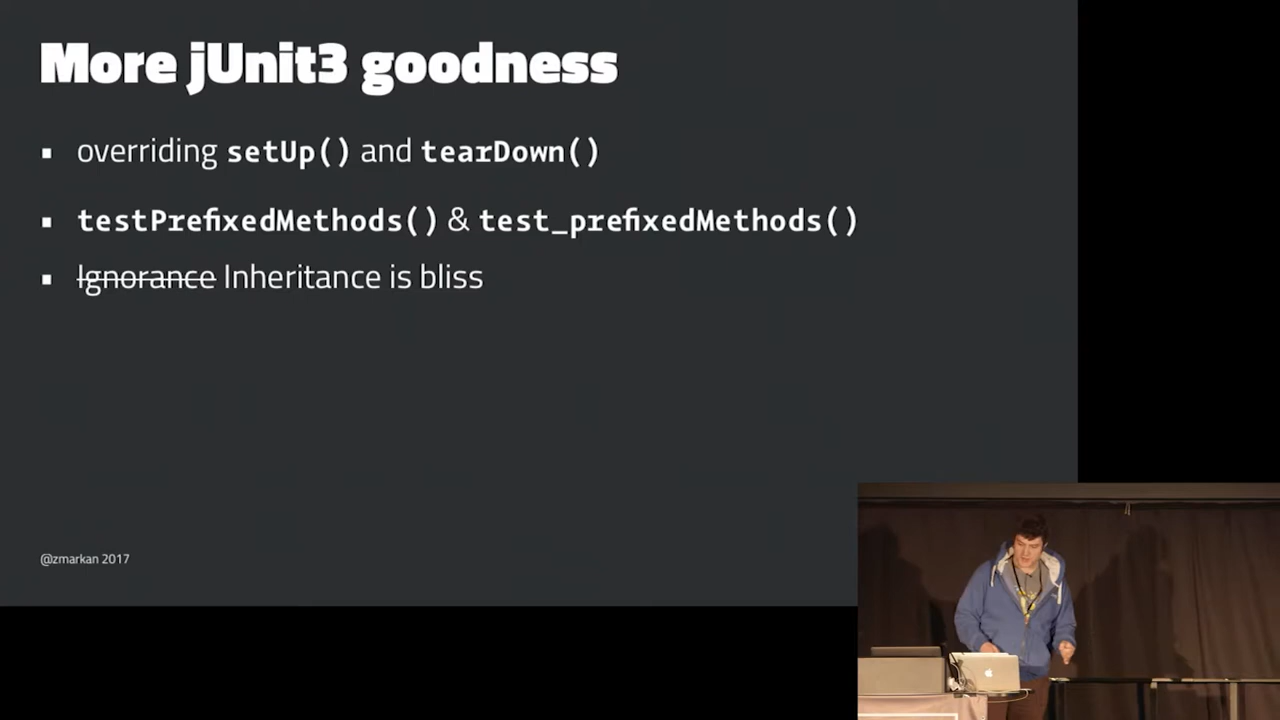 More jUnit3 goodness
▪ overriding setUp() and tearDown()
▪ testPrefixedMethods() & test_prefixedMethods()
▪ Ignorance Inheritance is bliss
@zmarkan 2017